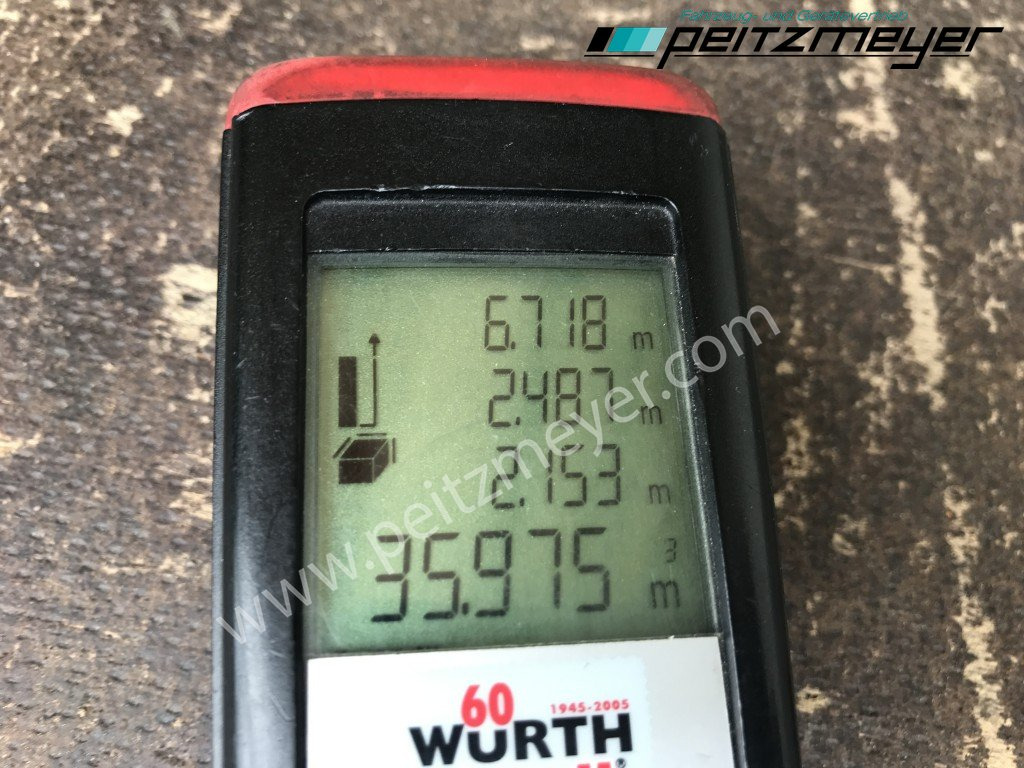 Fahrzeug- und Gerätevertrieb
peitzmeyer
6.718 m
2.487 m
2.153 m
35.975 m³
www.peitzmeyer.com
60 1945-2005
WÜRTH